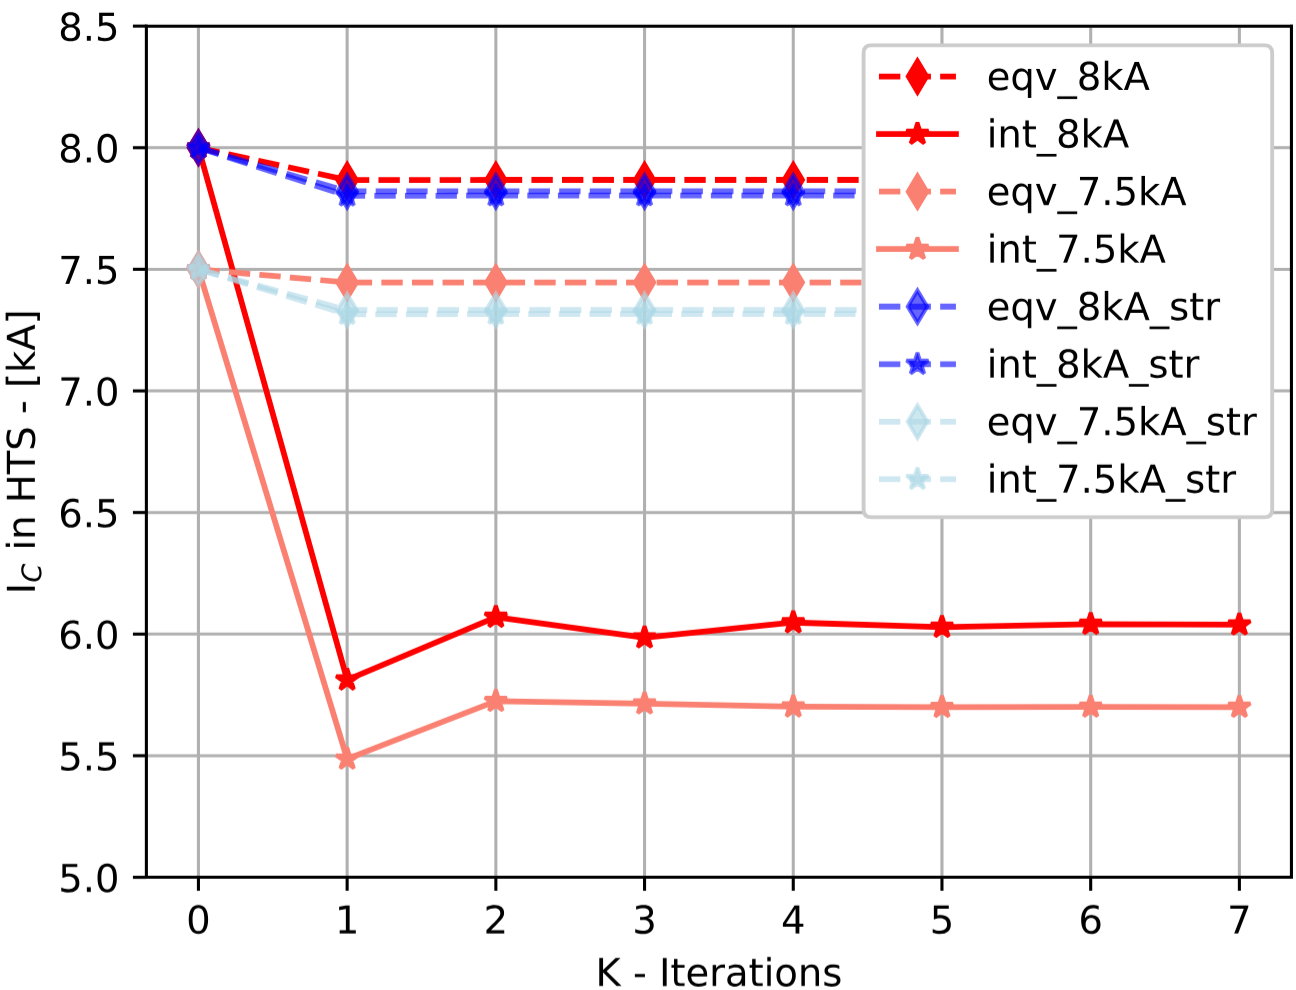 8.5
8.0
7.5
7.0
6.5
6.0
5.5
5.0
I_C in HTS - [kA]
eqv_8kA
int_8kA
eqv_7.5kA
int_7.5kA
eqv_8kA_str
int_8kA_str
eqv_7.5kA_str
int_7.5kA_str
0 1 2 3 4 5 6 7
K - Iterations